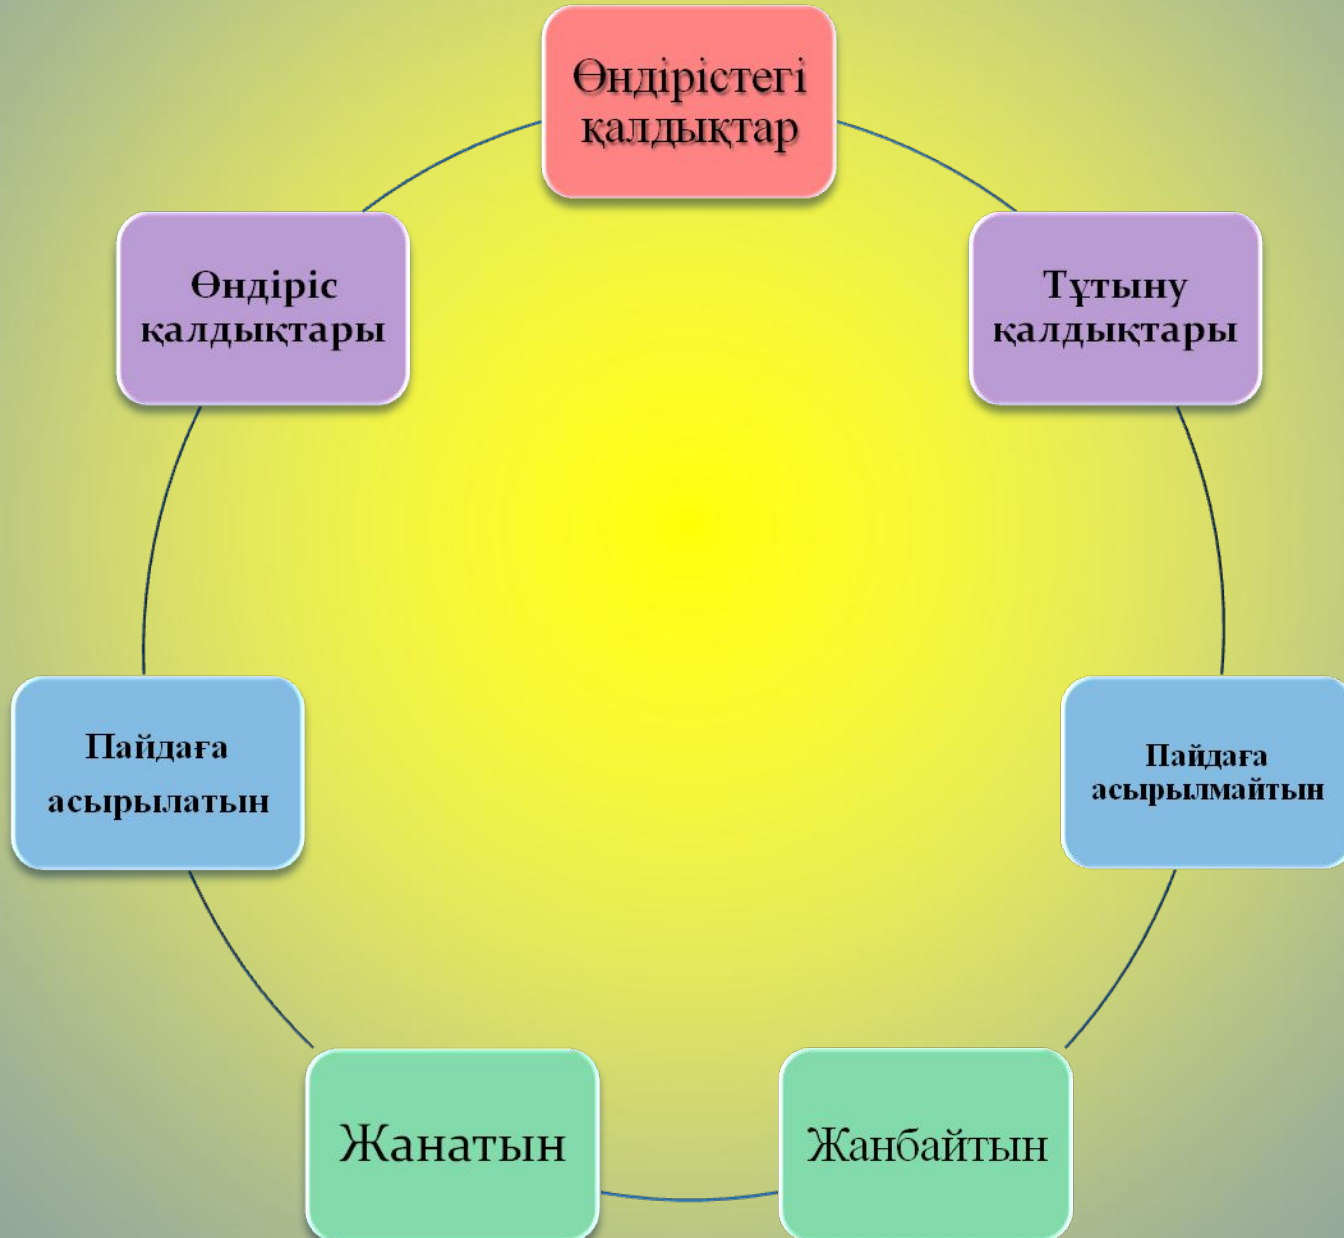 Өндірістегі
қалдықтар
Өндіріс
қалдықтары
Тұтыну
қалдықтары
Пайдаға
асырылатын
Пайдаға
асырылмайтын
Жанатын
Жанбайтын